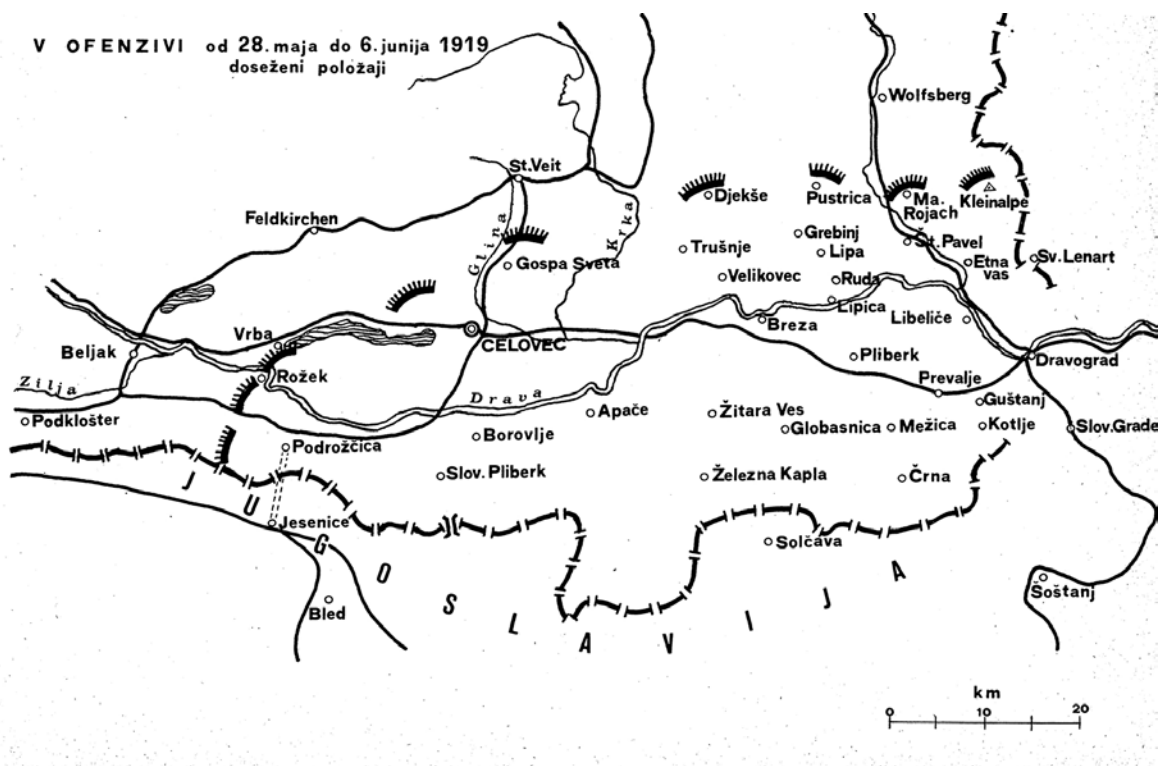 V OFENZIVI od 28. maja do 6. junija 1919
doseženi položaji
Wolfsberg
St. Veit
Djekše
Pustrica
Ma.
Rojach
Kleinalpe
Feldkirchen
Glina
Krka
Gospa Sveta
Trušnje
Grebinj
Lipa
Št. Pavel
Etna
vas
Sv. Lenart
Velikovec
Ruda
Lipica
Breza
Libeliče
Vrba
CELOVEC
Beljak
Rožek
Pliberk
Dravograd
Prevalje
Zilja
Drava
Guštanj
Podklošter
Apače
Žitara Ves
Globasnica
Mežica
Kotlje
Slov. Grade
Borovlje
Podrožčica
Slov. Pliberk
Železna Kapla
Črna
Jesenice
Solčava
JUGOSLAVIJA
Bled
Šoštanj
km
0 10 20